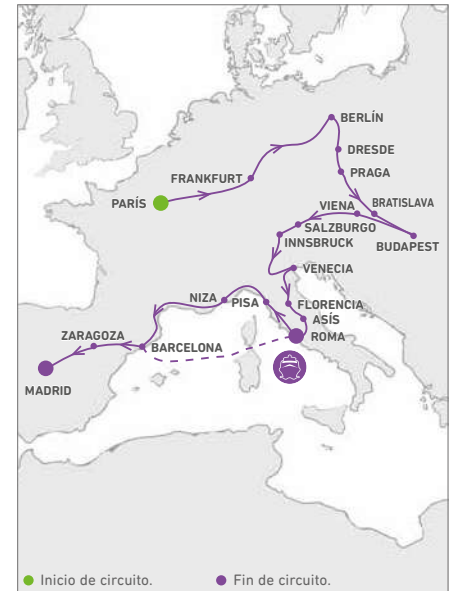 BERLÍN
DRESDE
PRAGA
FRANKFURT
PARÍS
VIENA
BRATISLAVA
SALZBURGO
INNSBRUCK
BUDAPEST
VENECIA
NIZA
PISA
FLORENCIA
ASÍS
ROMA
ZARAGOZA
BARCELONA
MADRID
Inicio de circuito.
Fin de circuito.